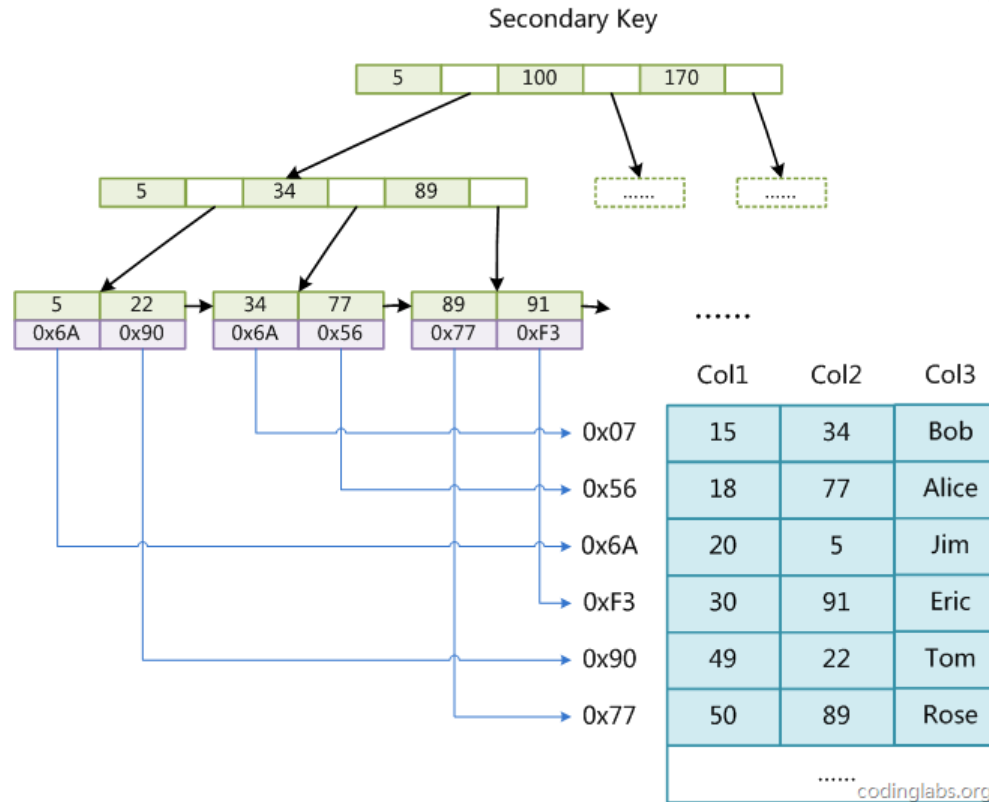 Secondary Key
5 100 170
5 34 89
...... ......
5 22 34 77 89 91
0x6A 0x90 0x6A 0x56 0x77 0xF3
......
Col1 Col2 Col3
0x07 15 34 Bob
0x56 18 77 Alice
0x6A 20 5 Jim
0xF3 30 91 Eric
0x90 49 22 Tom
0x77 50 89 Rose
......
codinglabs.org